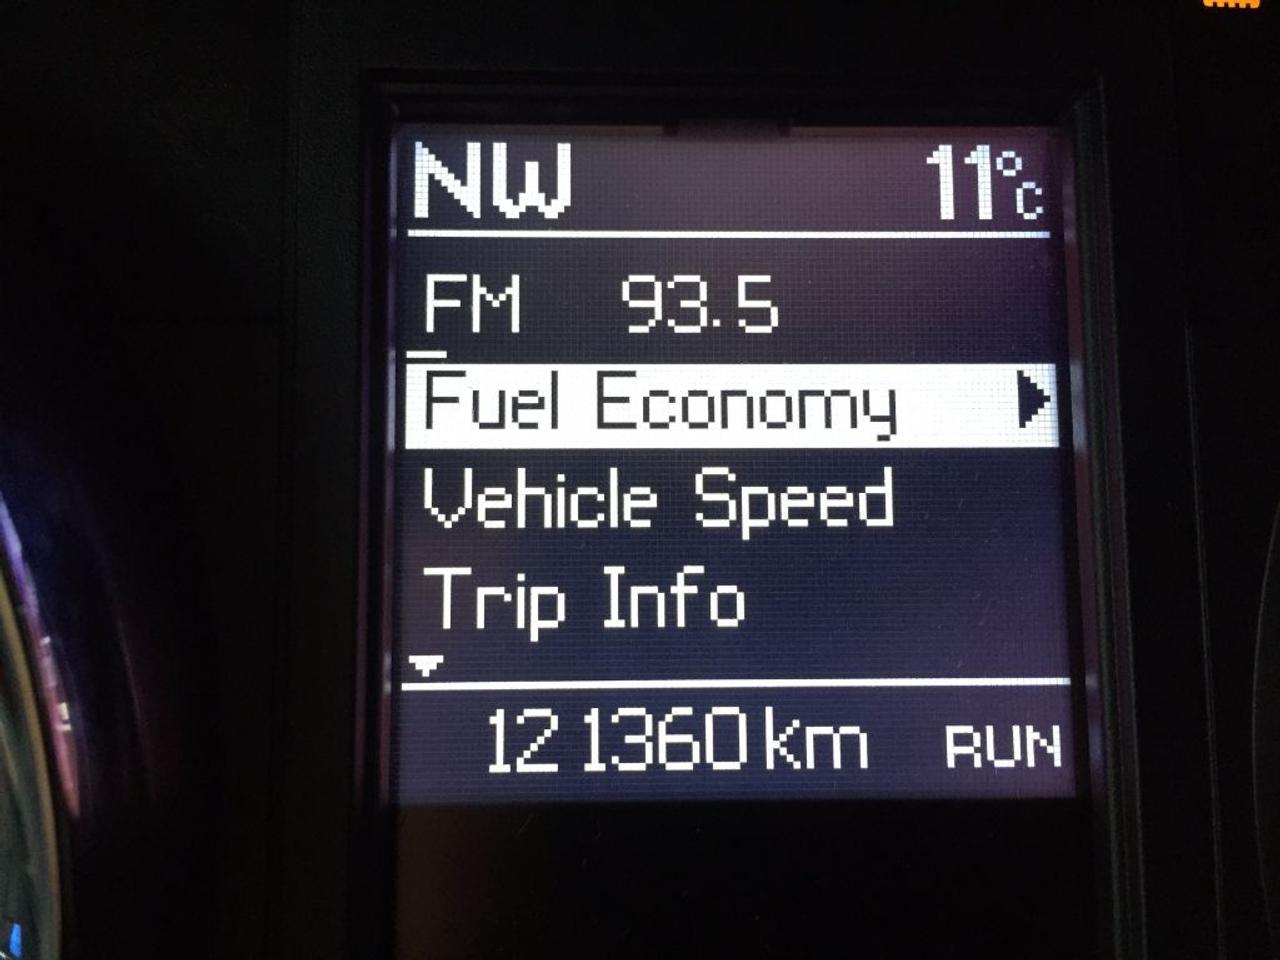 NW 11°C
FM 93.5
Fuel Economy
Vehicle Speed
Trip Info
121360 km RUN